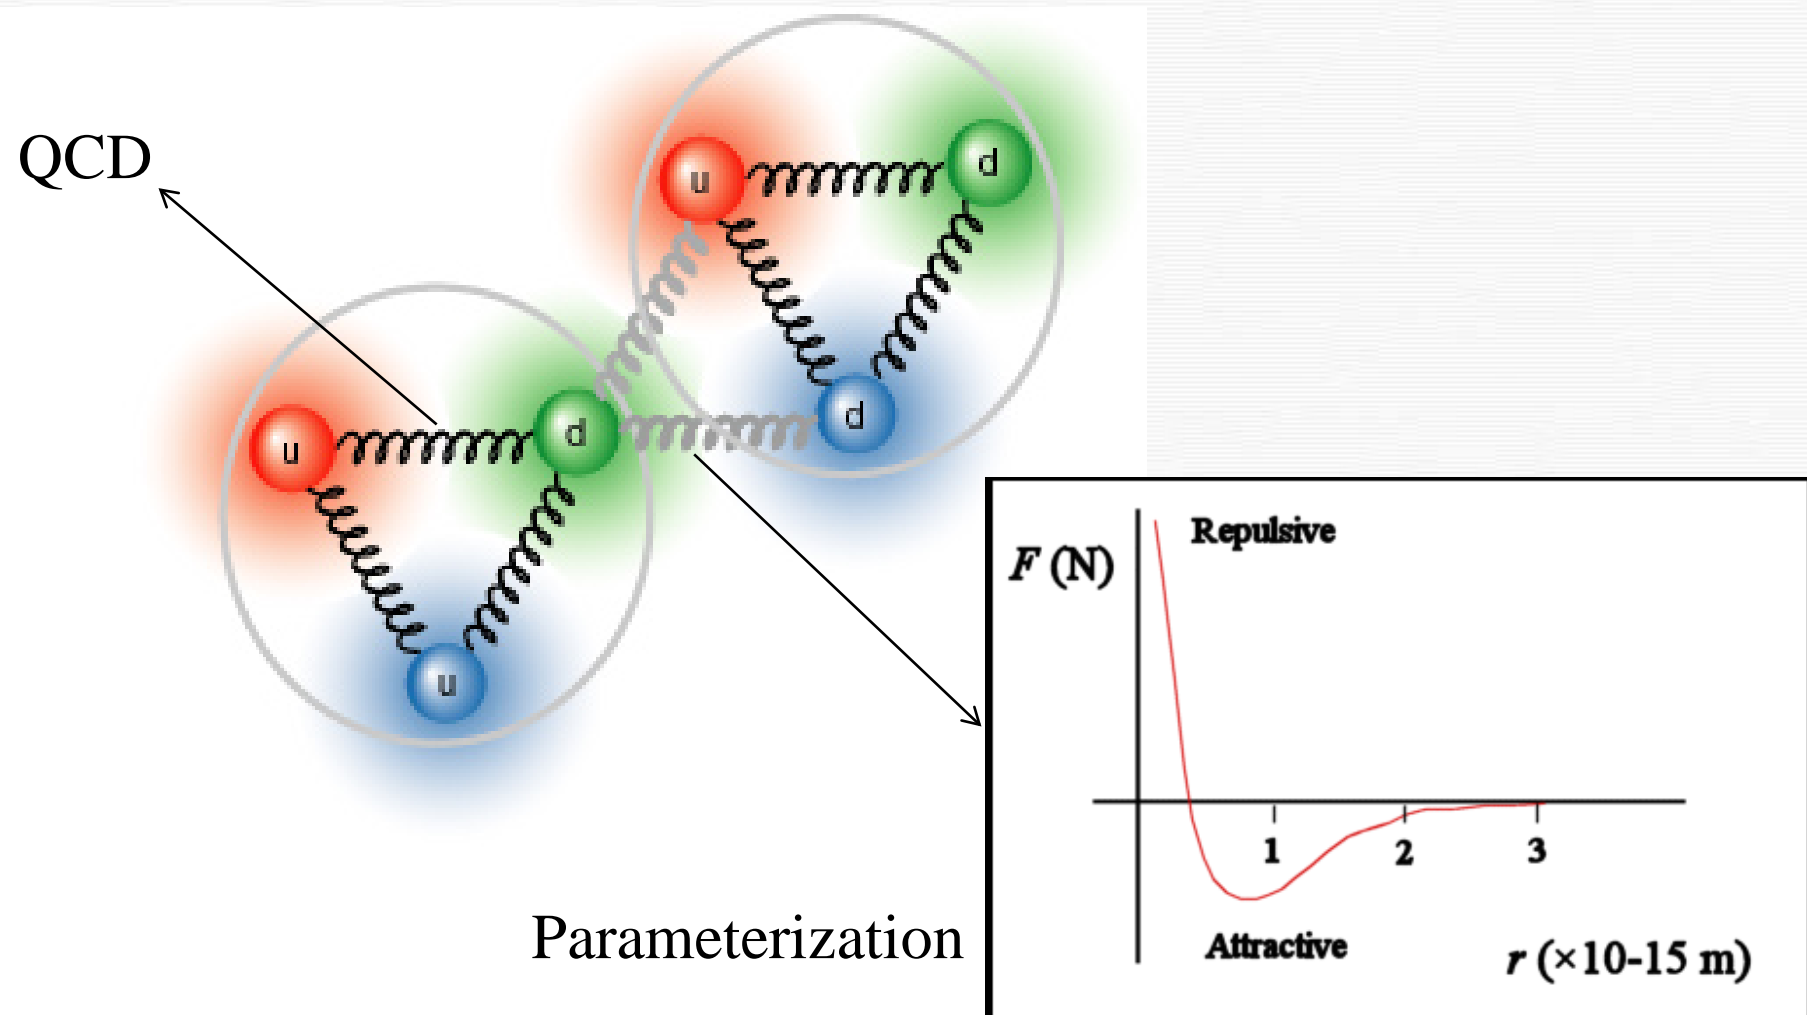 QCD
u
d
u
d
d
u
Repulsive
F (N)
1
2
3
Attractive
r (×10-15 m)
Parameterization